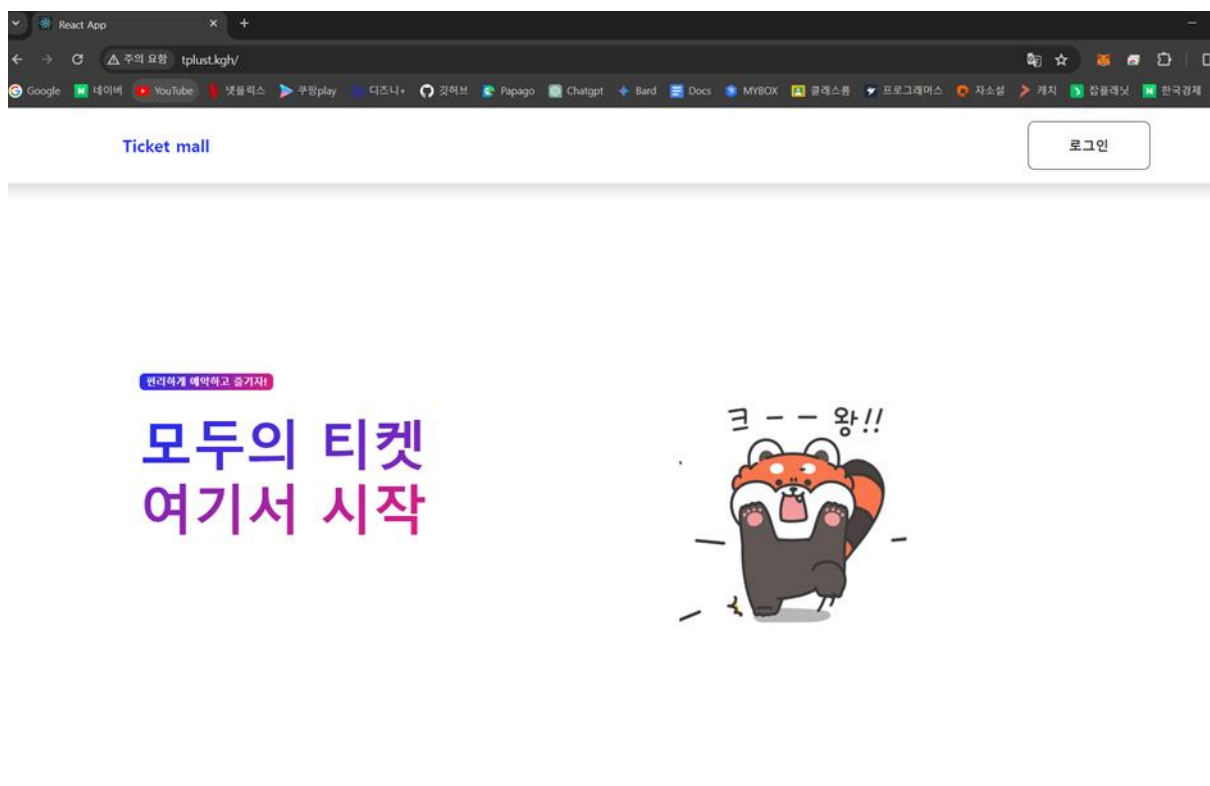 React App
주의 요함 tplust.kgh/
Google 네이버 YouTube 넷플릭스 쿠팡play 디즈니+ 깃허브 Papago Chatgpt Bard Docs MYBOX 클래스룸 프로그래머스 자소설 캐치 잡플래닛 한국경제
Ticket mall
로그인
편리하게 예약하고 즐기자!
모두의 티켓
여기서 시작
크 — — 왕!!